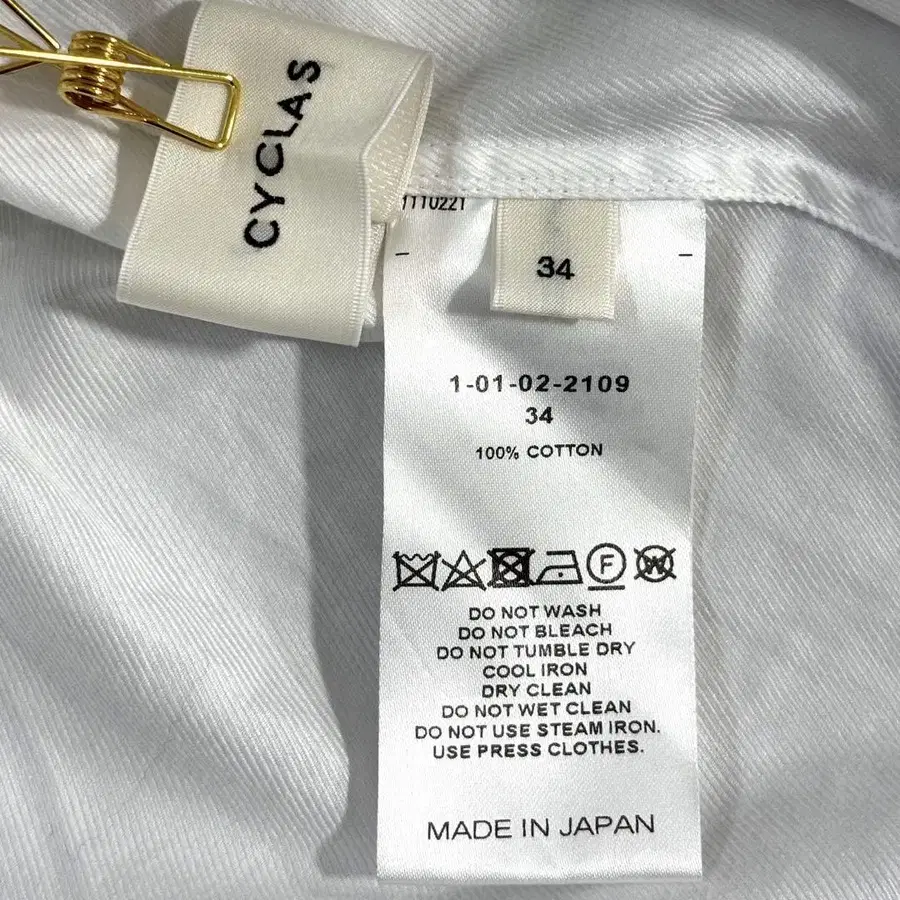 CYCLAS
1110221
34
1-01-02-2109
34
100% COTTON
F
W
DO NOT WASH
DO NOT BLEACH
DO NOT TUMBLE DRY
COOL IRON
DRY CLEAN
DO NOT WET CLEAN
DO NOT USE STEAM IRON.
USE PRESS CLOTHES.
MADE IN JAPAN